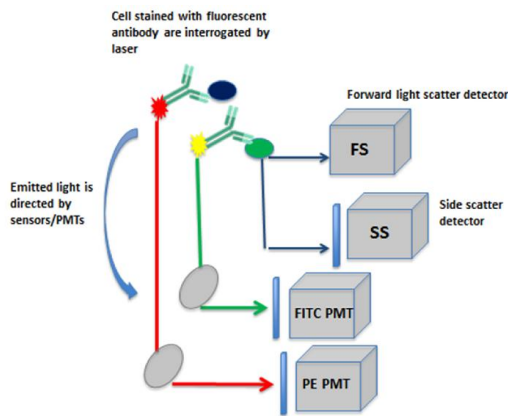 Cell stained with fluorescent
antibody are interrogated by
laser
Forward light scatter detector
FS
Emitted light is
directed by
sensors/PMTs
Side scatter
detector
SS
FITC PMT
PE PMT